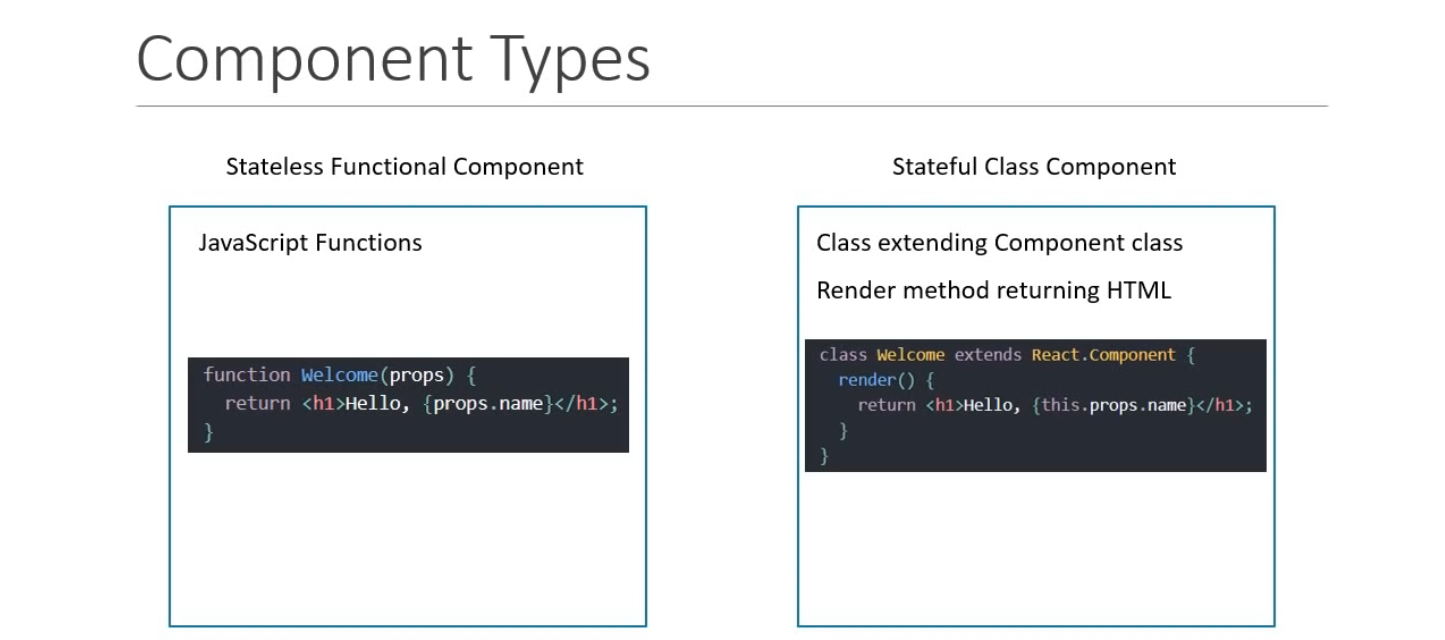 Component Types
Stateless Functional Component
JavaScript Functions
function Welcome(props) {
  return <h1>Hello, {props.name}</h1>;
}
Stateful Class Component
Class extending Component class
Render method returning HTML
class Welcome extends React.Component {
  render() {
    return <h1>Hello, {this.props.name}</h1>;
  }
}